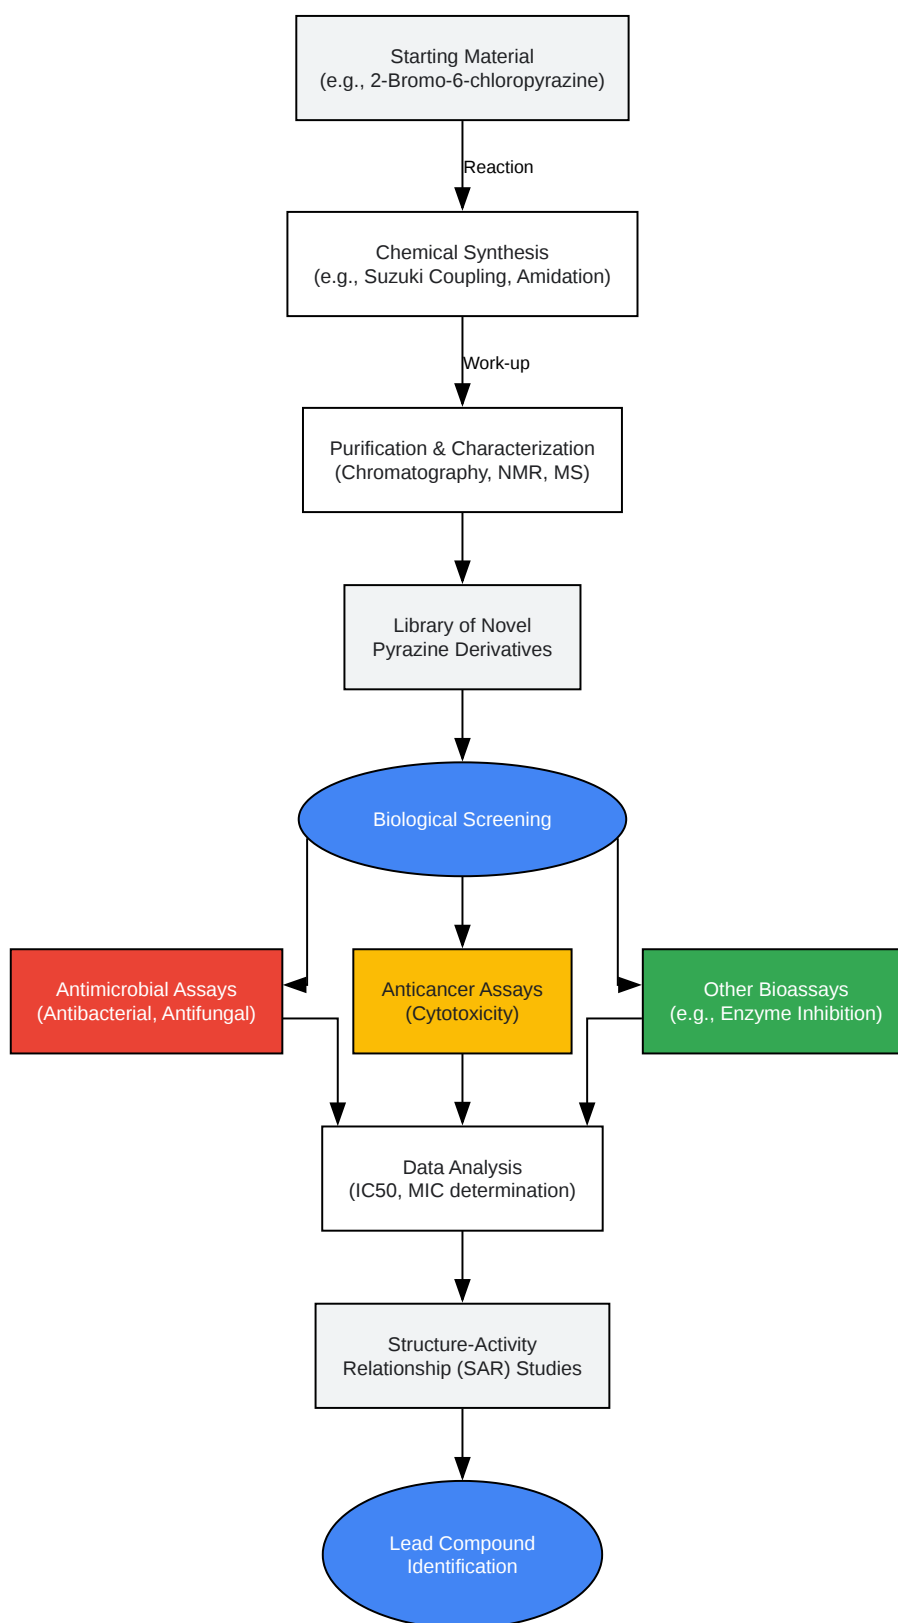 Starting Material
(e.g., 2-Bromo-6-chloropyrazine)
Reaction
Chemical Synthesis
(e.g., Suzuki Coupling, Amidation)
Work-up
Purification & Characterization
(Chromatography, NMR, MS)
Library of Novel
Pyrazine Derivatives
Biological Screening
Antimicrobial Assays
(Antibacterial, Antifungal)
Anticancer Assays
(Cytotoxicity)
Other Bioassays
(e.g., Enzyme Inhibition)
Data Analysis
(IC50, MIC determination)
Structure-Activity
Relationship (SAR) Studies
Lead Compound
Identification